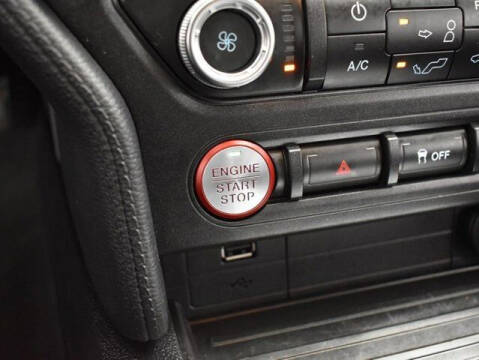 A/C
ENGINE
START
STOP
OFF